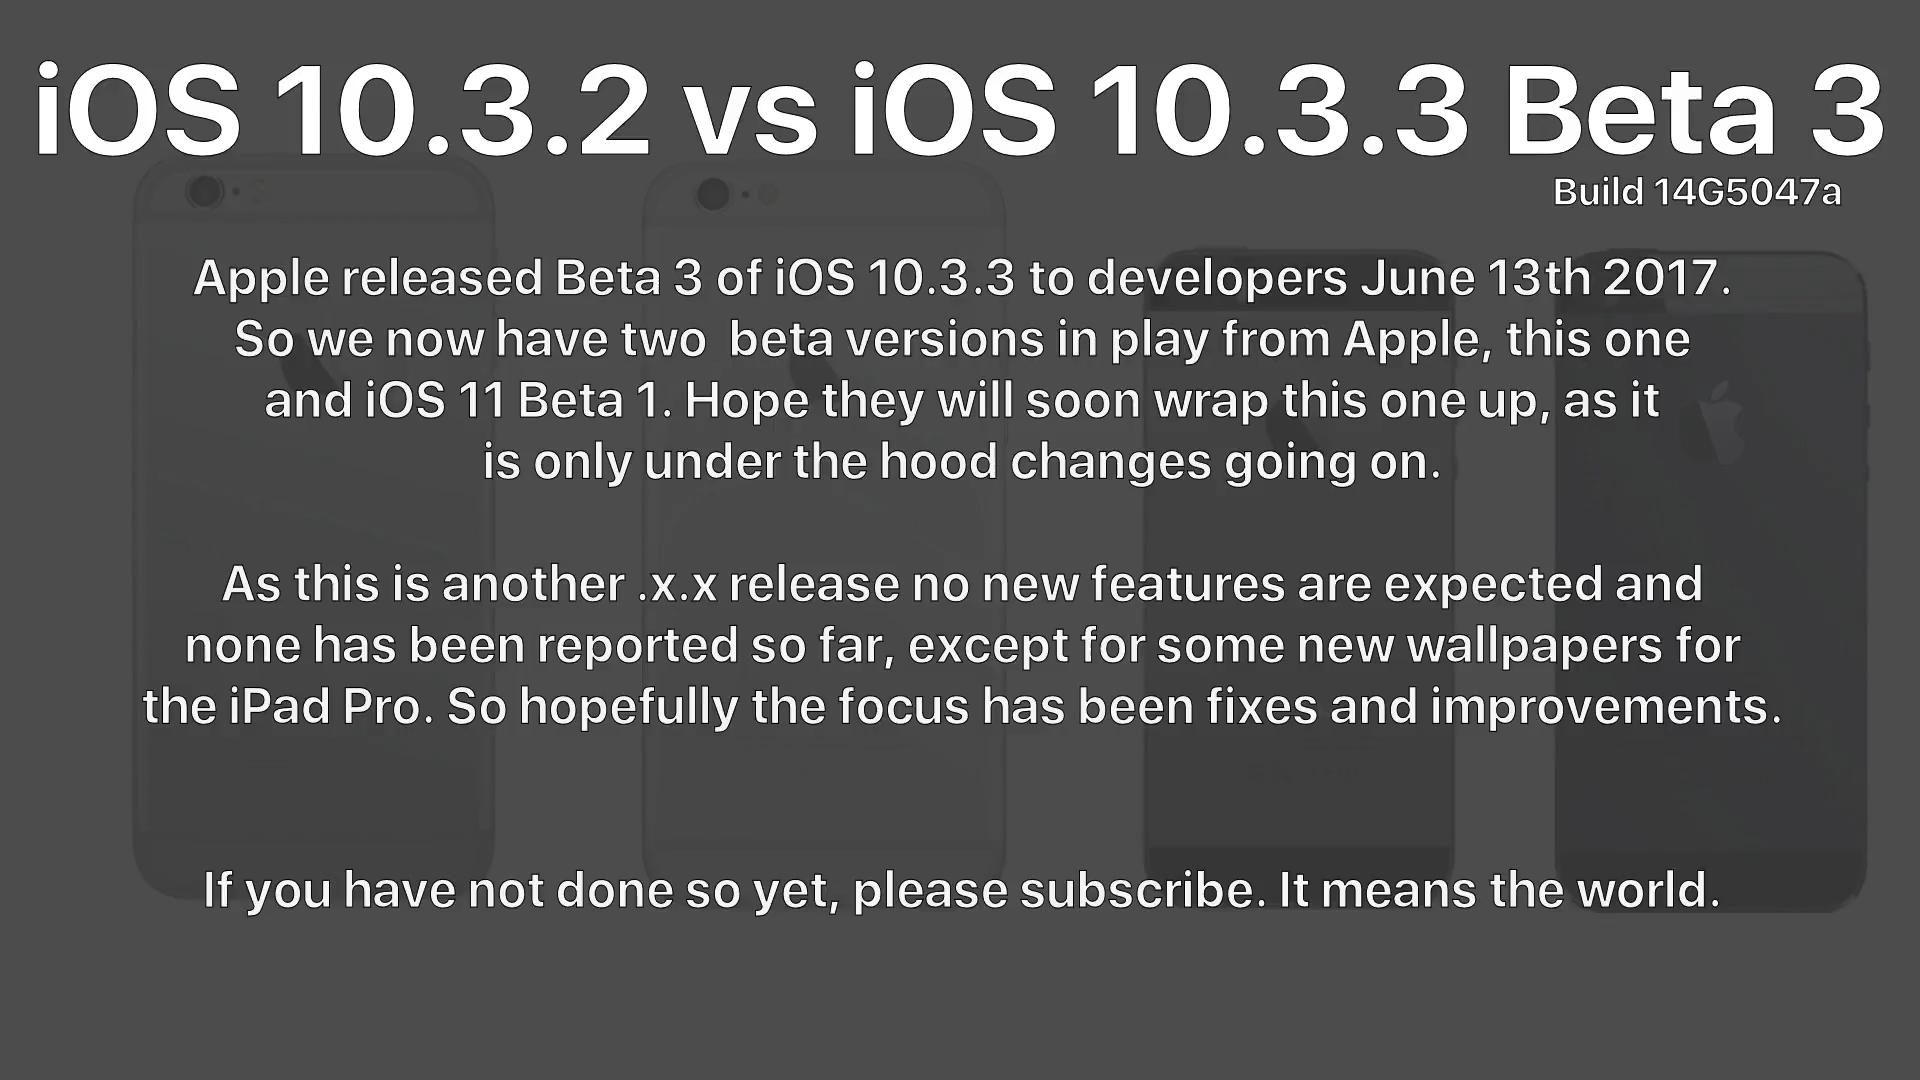 iOS 10.3.2 vs iOS 10.3.3 Beta 3
Build 14G5047a
Apple released Beta 3 of iOS 10.3.3 to developers June 13th 2017.
So we now have two  beta versions in play from Apple, this one
and iOS 11 Beta 1. Hope they will soon wrap this one up, as it
is only under the hood changes going on.
As this is another .x.x release no new features are expected and
none has been reported so far, except for some new wallpapers for
the iPad Pro. So hopefully the focus has been fixes and improvements.
If you have not done so yet, please subscribe. It means the world.